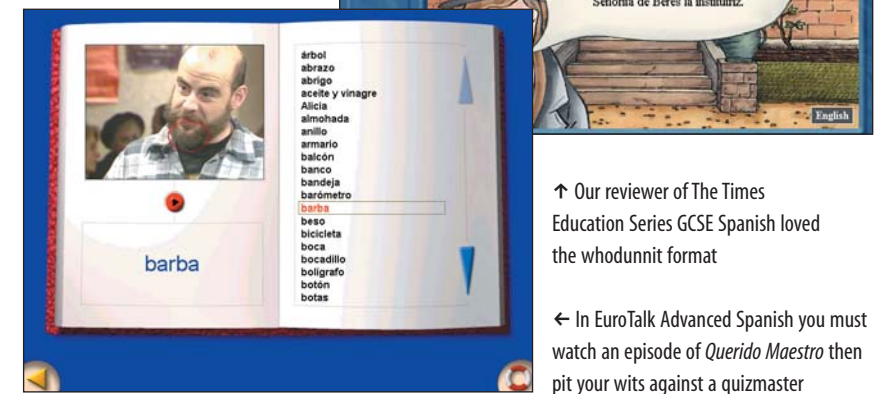 Señorita de Beres la institutriz.
English
árbol
abrazo
abrigo
aceite y vinagre
Alicia
almohada
anillo
armario
balcón
banco
bandeja
barómetro
barba
beso
bicicleta
boca
bocadillo
bolígrafo
botón
botas
barba
↑ Our reviewer of The Times
Education Series GCSE Spanish loved
the whodunnit format
← In EuroTalk Advanced Spanish you must
watch an episode of Querido Maestro then
pit your wits against a quizmaster